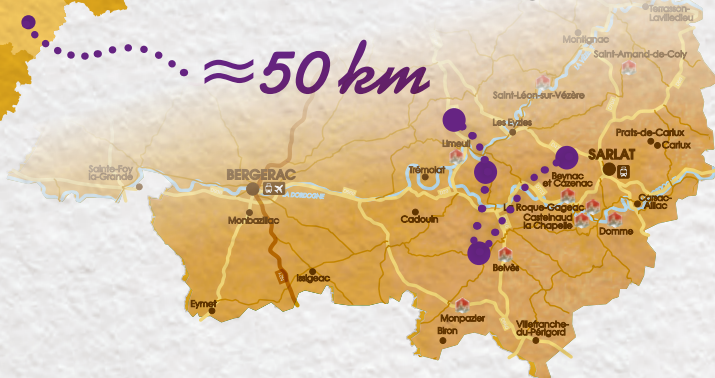 Terrasson-
Lavilledieu
Montignac
Saint-Amand-de-Coly
≈50 km
Saint-Léon-sur-Vézère
Les Eyzies
Prats-de-Carlux
Carlux
Limeuil
SARLAT
Sainte-Foy
la-Grande
BERGERAC
Trémolat
Beynac
et Cazenac
DORDOGNE
Carsac-
Aillac
La Roque-Gageac
Monbazillac
Cadouin
Castelnaud
la Chapelle
Domme
Belvès
Issigeac
Eymet
Monpazier
Biron
Villefranche-
du-Périgord